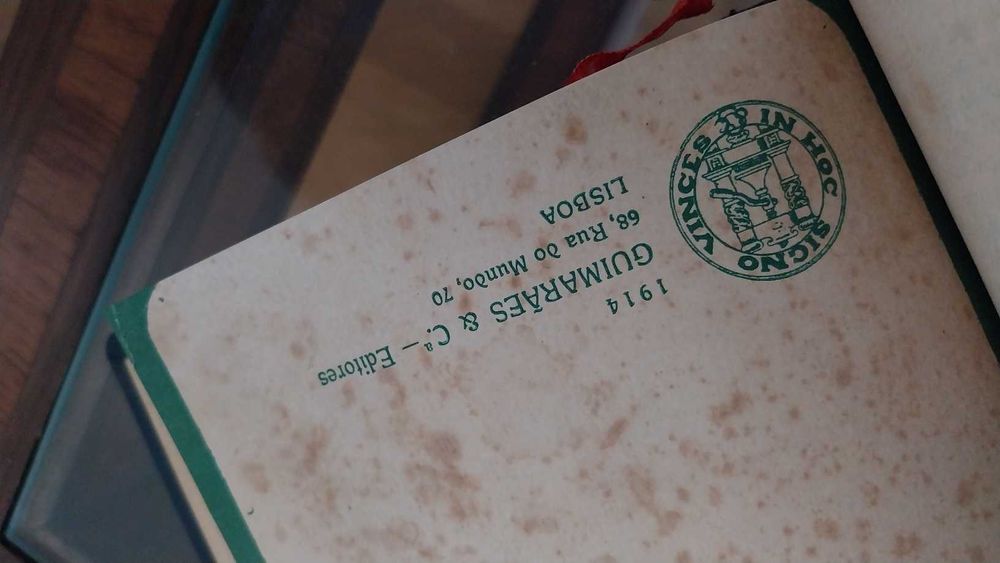 IN HOC SIGNO VINCES
1914
GUIMARÃES & C.ª — Editores
68, Rua do Mundo, 70
LISBOA